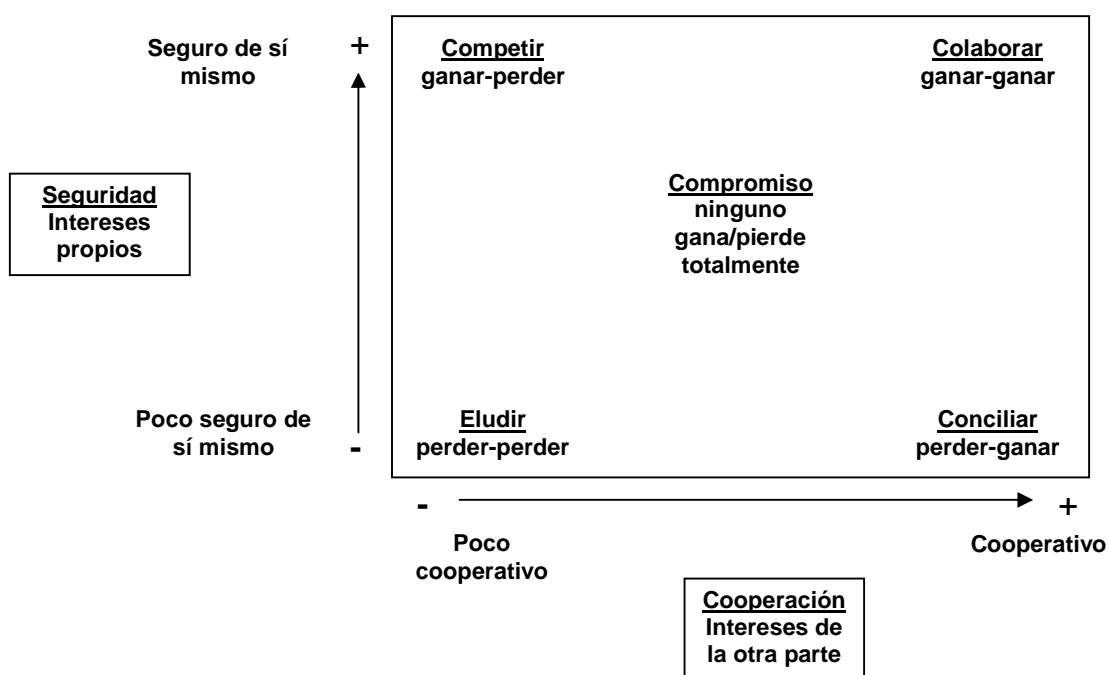 Seguro de sí
mismo
+
Competir
ganar-perder
Colaborar
ganar-ganar
Seguridad
Intereses
propios
Compromiso
ninguno
gana/pierde
totalmente
Poco seguro de
sí mismo
-
Eludir
perder-perder
Conciliar
perder-ganar
-
+
Poco
cooperativo
Cooperativo
Cooperación
Intereses de
la otra parte